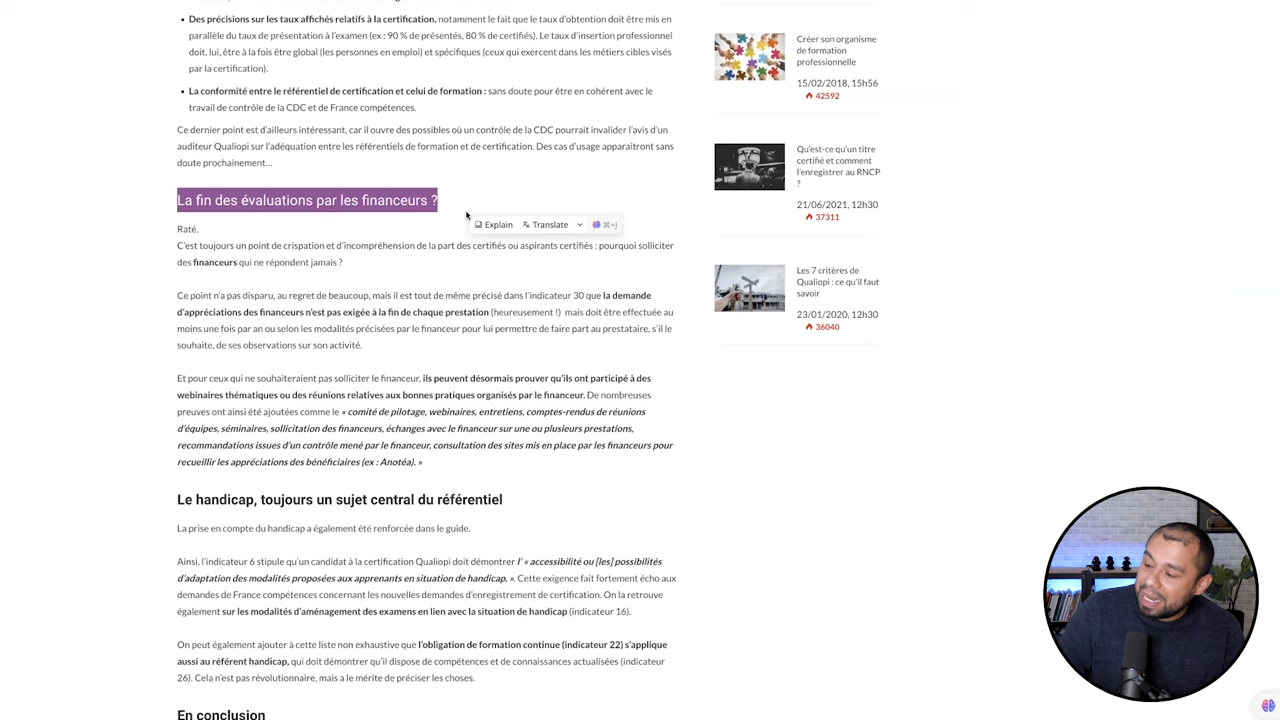 Des précisions sur les taux affichés relatifs à la certification, notamment le fait que le taux d'obtention doit être mis en
parallèle du taux de présentation à l'examen (ex : 90 % de présentés, 80 % de certifiés). Le taux d'insertion professionnel
doit, lui, être à la fois être global (les personnes en emploi) et spécifiques (ceux qui exercent dans les métiers cibles visés
par la certification).
La conformité entre le référentiel de certification et celui de formation : sans doute pour être en cohérent avec le
travail de contrôle de la CDC et de France compétences.
Ce dernier point est d'ailleurs intéressant, car il ouvre des possibles où un contrôle de la CDC pourrait invalider l'avis d'un
auditeur Qualiopi sur l'adéquation entre les référentiels de formation et de certification. Des cas d'usage apparaitront sans
doute prochainement…
La fin des évaluations par les financeurs ?
Explain Translate ⌘+J
Raté.
C'est toujours un point de crispation et d'incompréhension de la part des certifiés ou aspirants certifiés : pourquoi solliciter
des financeurs qui ne répondent jamais ?
Ce point n'a pas disparu, au regret de beaucoup, mais il est tout de même précisé dans l'indicateur 30 que la demande
d'appréciations des financeurs n'est pas exigée à la fin de chaque prestation (heureusement !) mais doit être effectuée au
moins une fois par an ou selon les modalités précisées par le financeur pour lui permettre de faire part au prestataire, s'il le
souhaite, de ses observations sur son activité.
Et pour ceux qui ne souhaiteraient pas solliciter le financeur, ils peuvent désormais prouver qu'ils ont participé à des
webinaires thématiques ou des réunions relatives aux bonnes pratiques organisés par le financeur. De nombreuses
preuves ont ainsi été ajoutées comme le « comité de pilotage, webinaires, entretiens, comptes-rendus de réunions
d'équipes, séminaires, sollicitation des financeurs, échanges avec le financeur sur une ou plusieurs prestations,
recommandations issues d'un contrôle mené par le financeur, consultation des sites mis en place par les financeurs pour
recueillir les appréciations des bénéficiaires (ex : Anotéa). »
Le handicap, toujours un sujet central du référentiel
La prise en compte du handicap a également été renforcée dans le guide.
Ainsi, l'indicateur 6 stipule qu'un candidat à la certification Qualiopi doit démontrer l' « accessibilité ou [les] possibilités
d'adaptation des modalités proposées aux apprenants en situation de handicap. ». Cette exigence fait fortement écho aux
demandes de France compétences concernant les nouvelles demandes d'enregistrement de certification. On la retrouve
également sur les modalités d'aménagement des examens en lien avec la situation de handicap (indicateur 16).
On peut également ajouter à cette liste non exhaustive que l'obligation de formation continue (indicateur 22) s'applique
aussi au référent handicap, qui doit démontrer qu'il dispose de compétences et de connaissances actualisées (indicateur
26). Cela n'est pas révolutionnaire, mais a le mérite de préciser les choses.
En conclusion
Créer son organisme
de formation
professionnelle
15/02/2018, 15h56
42592
Qu'est-ce qu'un titre
certifié et comment
l'enregistrer au RNCP
?
21/06/2021, 12h30
37311
Les 7 critères de
Qualiopi : ce qu'il faut
savoir
23/01/2020, 12h30
36040